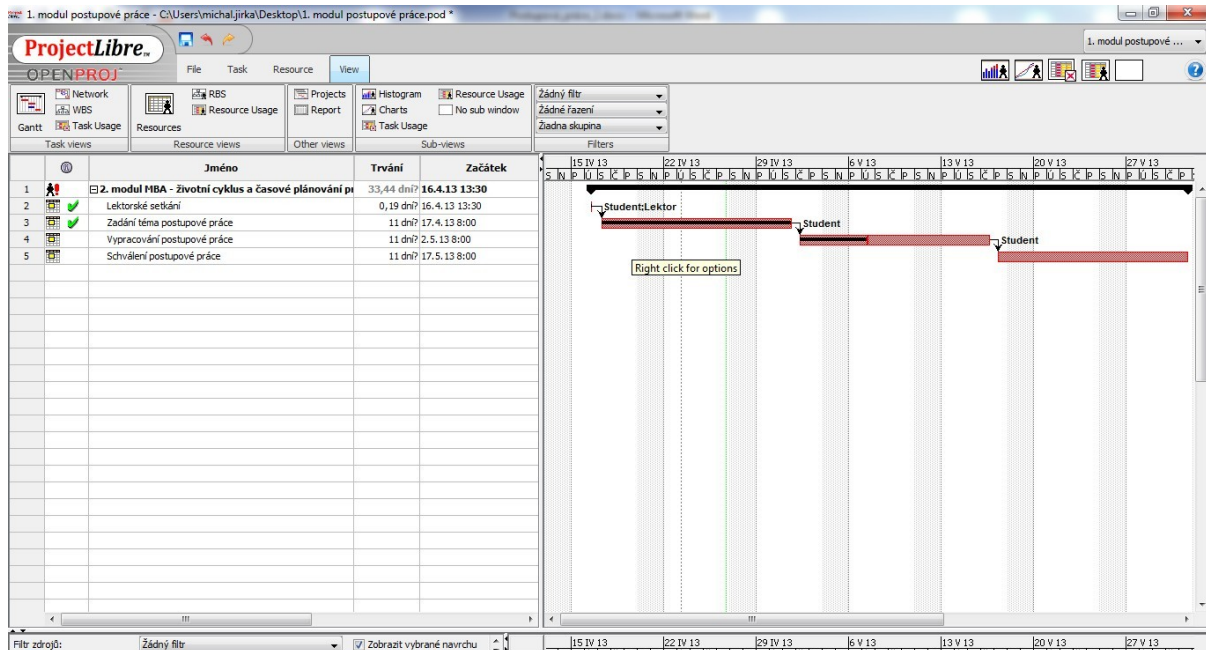 1. modul postupové práce - C:\Users\michal.jirka\Desktop\1. modul postupové práce.pod *
ProjectLibre
OPENPROJ
1. modul postupové ...
File Task Resource View
Gantt
Network
WBS
Task Usage
Task views
Resources
RBS
Resource Usage
Resource views
Projects
Report
Other views
Histogram
Charts
Task Usage
Resource Usage
No sub window
Sub-views
Žádný filtr
Žádné řazení
Žiadna skupina
Filters
Jméno Trvání Začátek
1 2. modul MBA - životní cyklus a časové plánování pr 33,44 dní? 16.4.13 13:30
2 Lektorské setkání 0,19 dní? 16.4.13 13:30
3 Zadání téma postupové práce 11 dní? 17.4.13 8:00
4 Vypracování postupové práce 11 dní? 2.5.13 8:00
5 Schválení postupové práce 11 dní? 17.5.13 8:00
15 IV 13 22 IV 13 29 IV 13 6 V 13 13 V 13 20 V 13 27 V 13
S N P Ú S Č P S N P Ú S Č P S N P Ú S Č P S N P Ú S Č P S N P Ú S Č P S N P Ú S Č P S N P Ú S Č P
Student;Lektor
Student
Student
Right click for options
Filtr zdrojů: Žádný filtr Zobrazit vybrané navrchu
15 IV 13 22 IV 13 29 IV 13 6 V 13 13 V 13 20 V 13 27 V 13